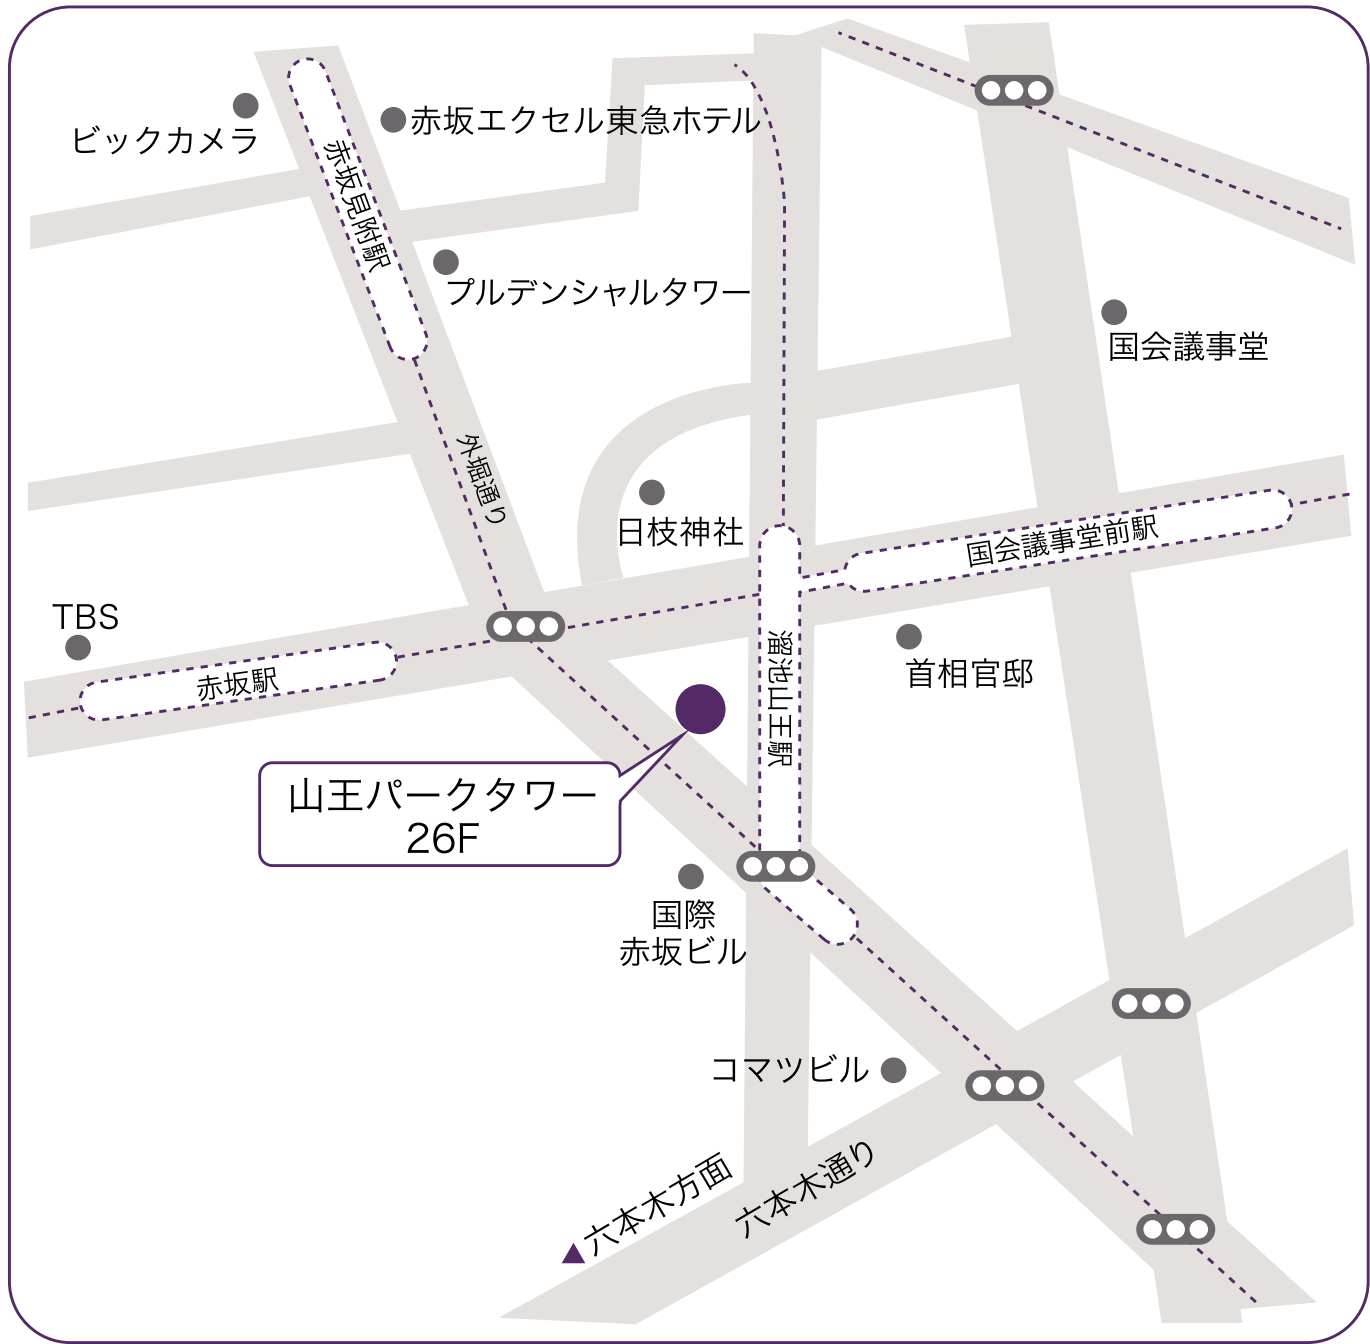 ビックカメラ
赤坂エクセル東急ホテル
赤坂見附駅
プルデンシャルタワー
国会議事堂
外堀通り
日枝神社
国会議事堂前駅
TBS
赤坂駅
溜池山王駅
首相官邸
山王パークタワー
26F
国際
赤坂ビル
コマツビル
六本木方面
六本木通り